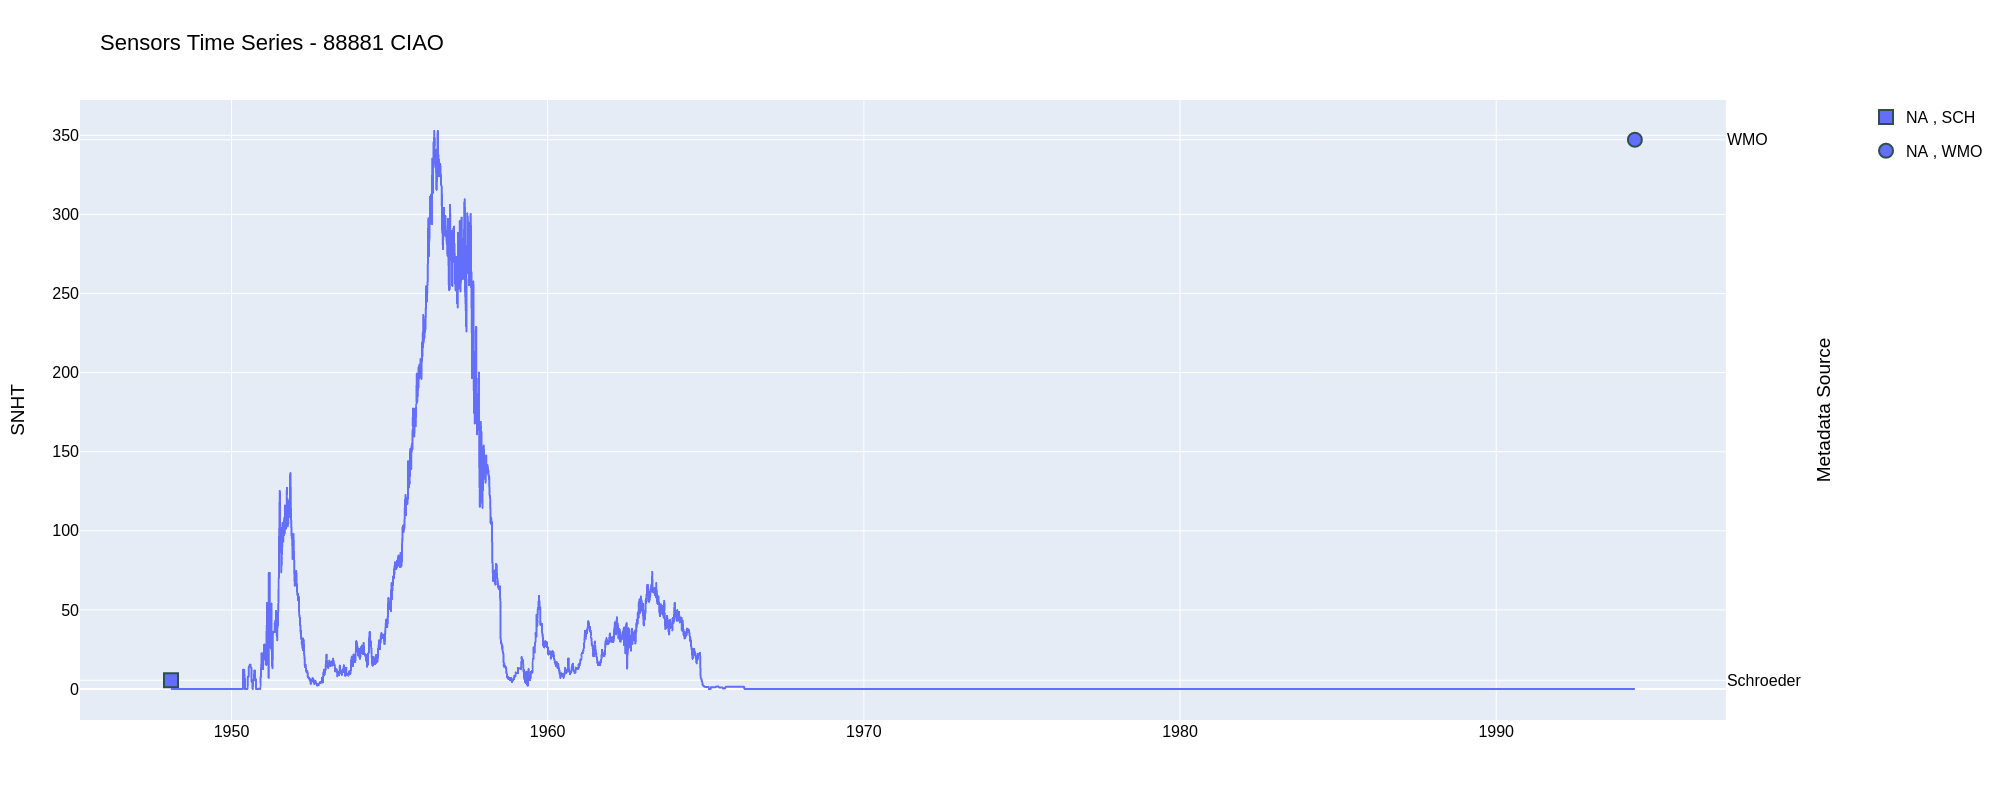 Sensors Time Series - 88881 CIAO
NA , SCH
NA , WMO
350
300
250
200
150
100
50
0
SNHT
1950
1960
1970
1980
1990
WMO
Schroeder
Metadata Source